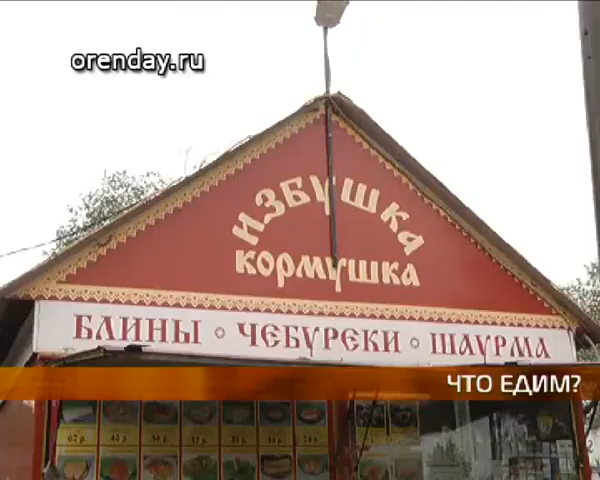 orenday.ru
ИЗБУШКА
КОРМУШКА
БЛИНЫ ◦ ЧЕБУРЕКИ ◦ ШАУРМА
ЧТО ЕДИМ?